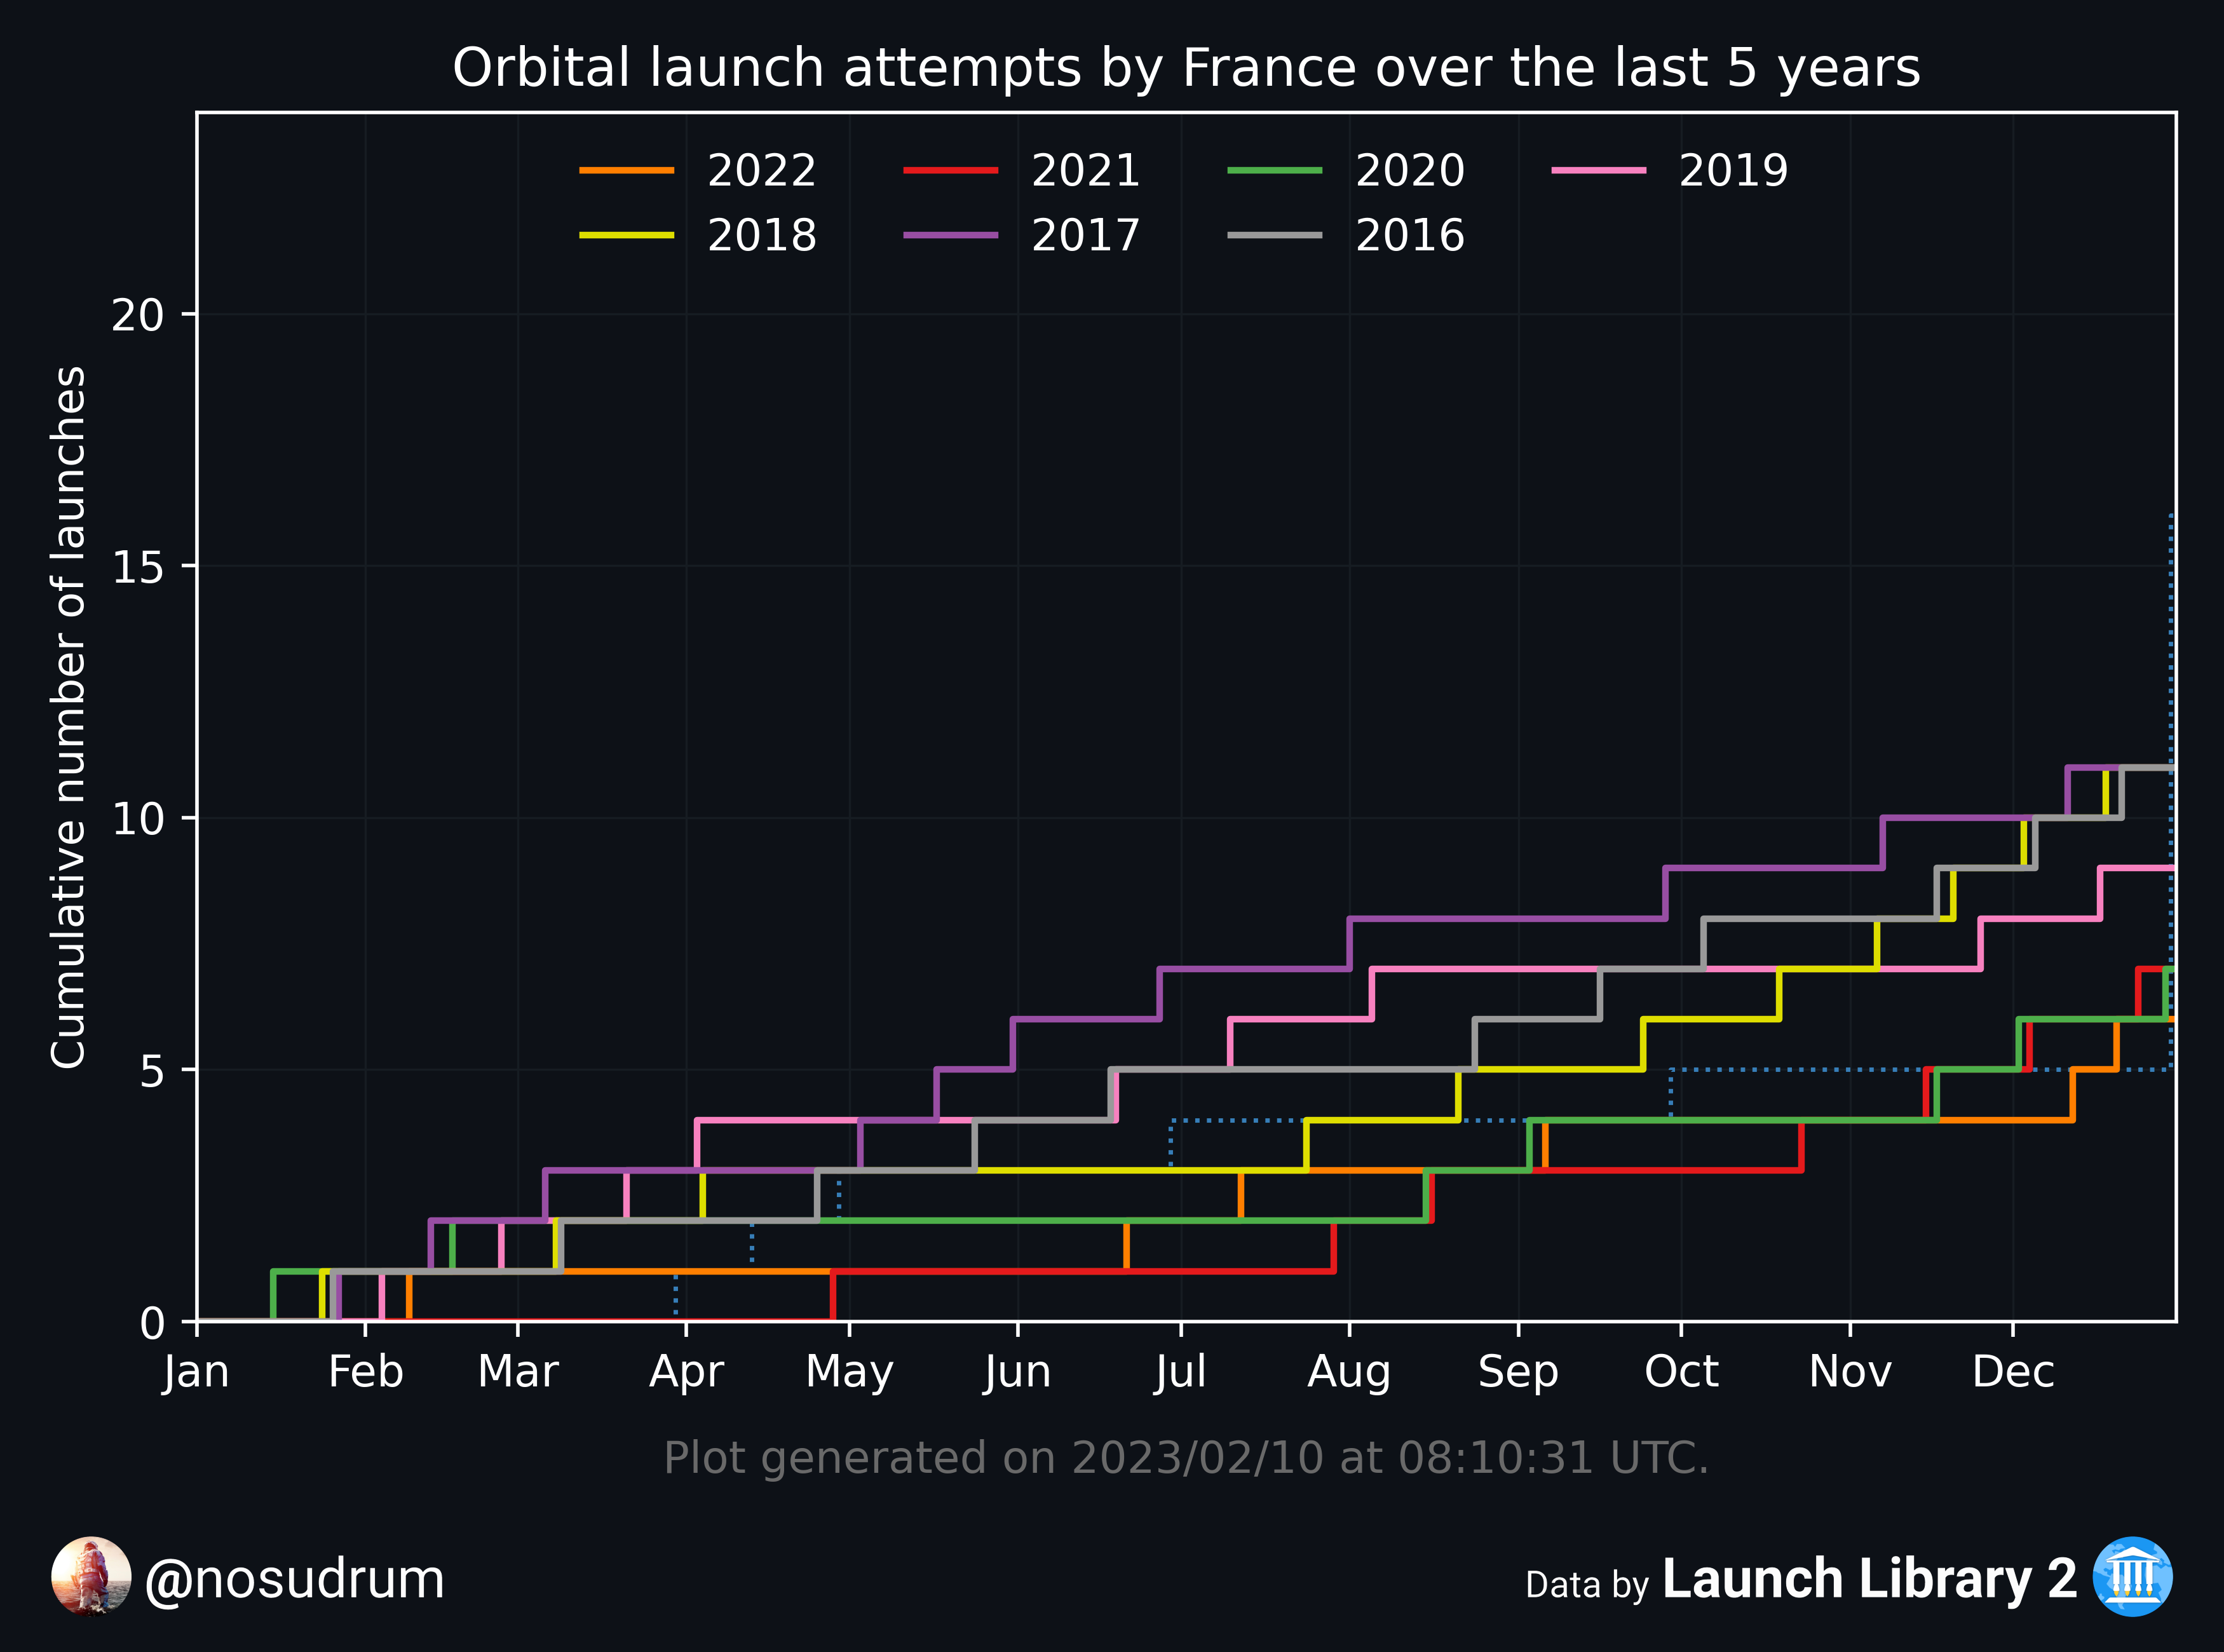 Orbital launch attempts by France over the last 5 years
2022 2021 2020 2019
2018 2017 2016
Cumulative number of launches
20
15
10
5
0
Jan Feb Mar Apr May Jun Jul Aug Sep Oct Nov Dec
Plot generated on 2023/02/10 at 08:10:31 UTC.
@nosudrum
Data by Launch Library 2